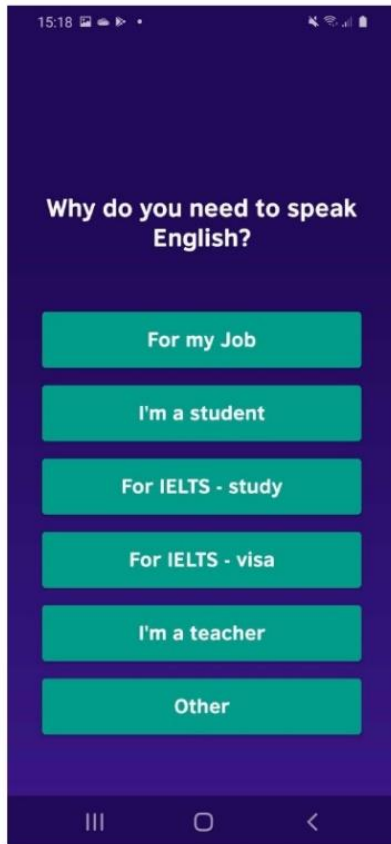 15:18
Why do you need to speak
English?
For my Job
I'm a student
For IELTS - study
For IELTS - visa
I'm a teacher
Other